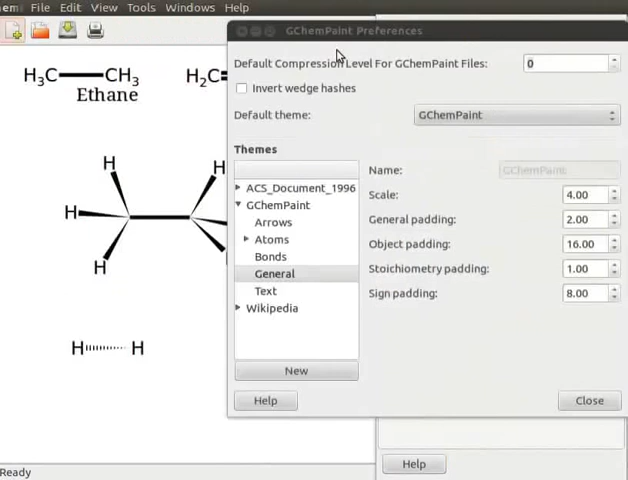 File Edit View Tools Windows Help
GChemPaint Preferences
H3C CH3 H2C
Ethane
Default Compression Level For GChemPaint Files: 0
Invert wedge hashes
Default theme: GChemPaint
Themes
ACS_Document_1996
GChemPaint
Arrows
Atoms
Bonds
General
Text
Wikipedia
New
Name: GChemPaint
Scale: 4.00
General padding: 2.00
Object padding: 16.00
Stoichiometry padding: 1.00
Sign padding: 8.00
Help Close
H H
H
H
H H
Help
Ready